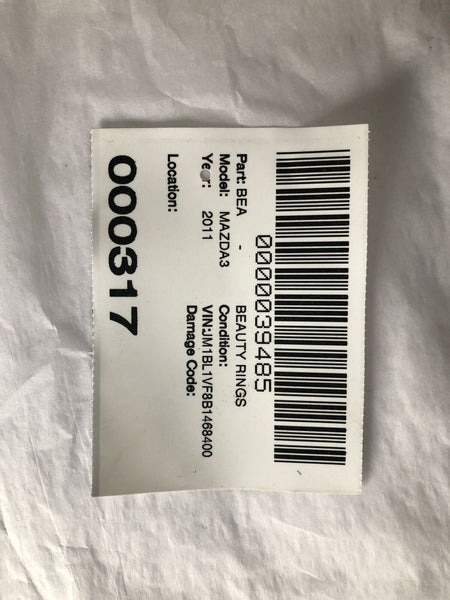 0000039485
Part: BEA - BEAUTY RINGS
Model: MAZDA3 Condition:
Year: 2011 VIN:JM1BL1VF8B1468400
Damage Code:
Location:
000317